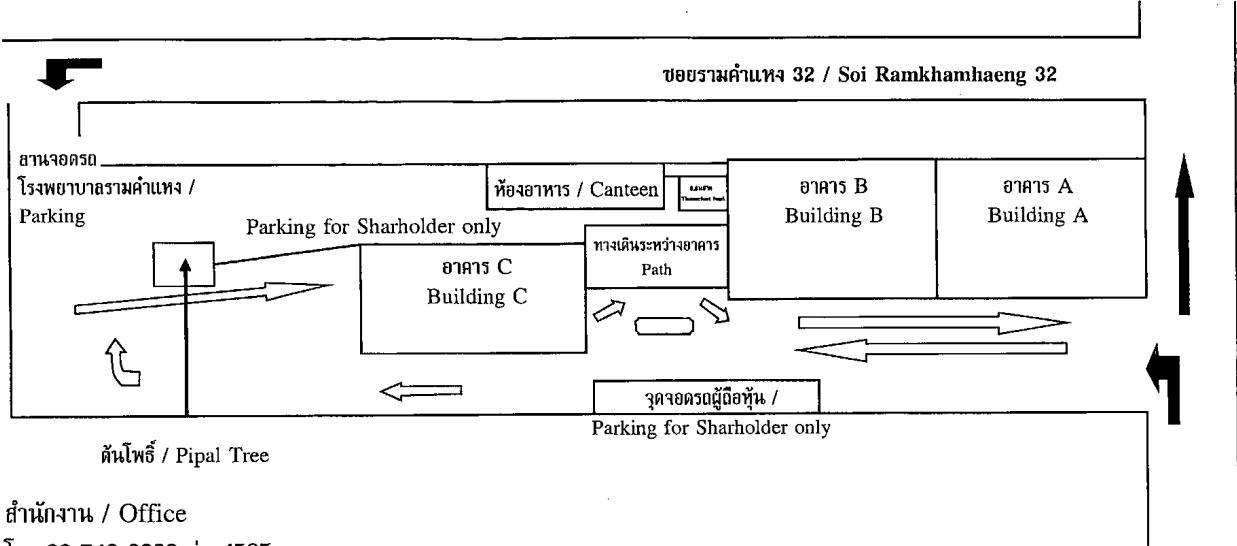 ซอยรามคำแหง 32 / Soi Ramkhamhaeng 32
ลานจอดรถ
โรงพยาบาลรามคำแหง /
Parking
ห้องอาหาร / Canteen
อาคาร B
Building B
อาคาร A
Building A
Parking for Sharholder only
ทางเดินระหว่างอาคาร
Path
อาคาร C
Building C
จุดจอดรถผู้ถือหุ้น /
Parking for Sharholder only
ต้นโพธิ์ / Pipal Tree
สำนักงาน / Office